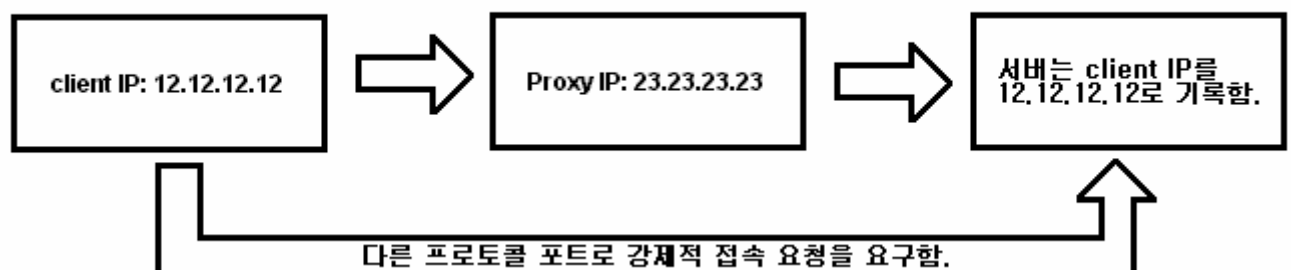 client IP: 12.12.12.12
Proxy IP: 23.23.23.23
서버는 client IP를
12.12.12.12로 기록함.
다른 프로토콜 포트로 강제적 접속 요청을 요구함.